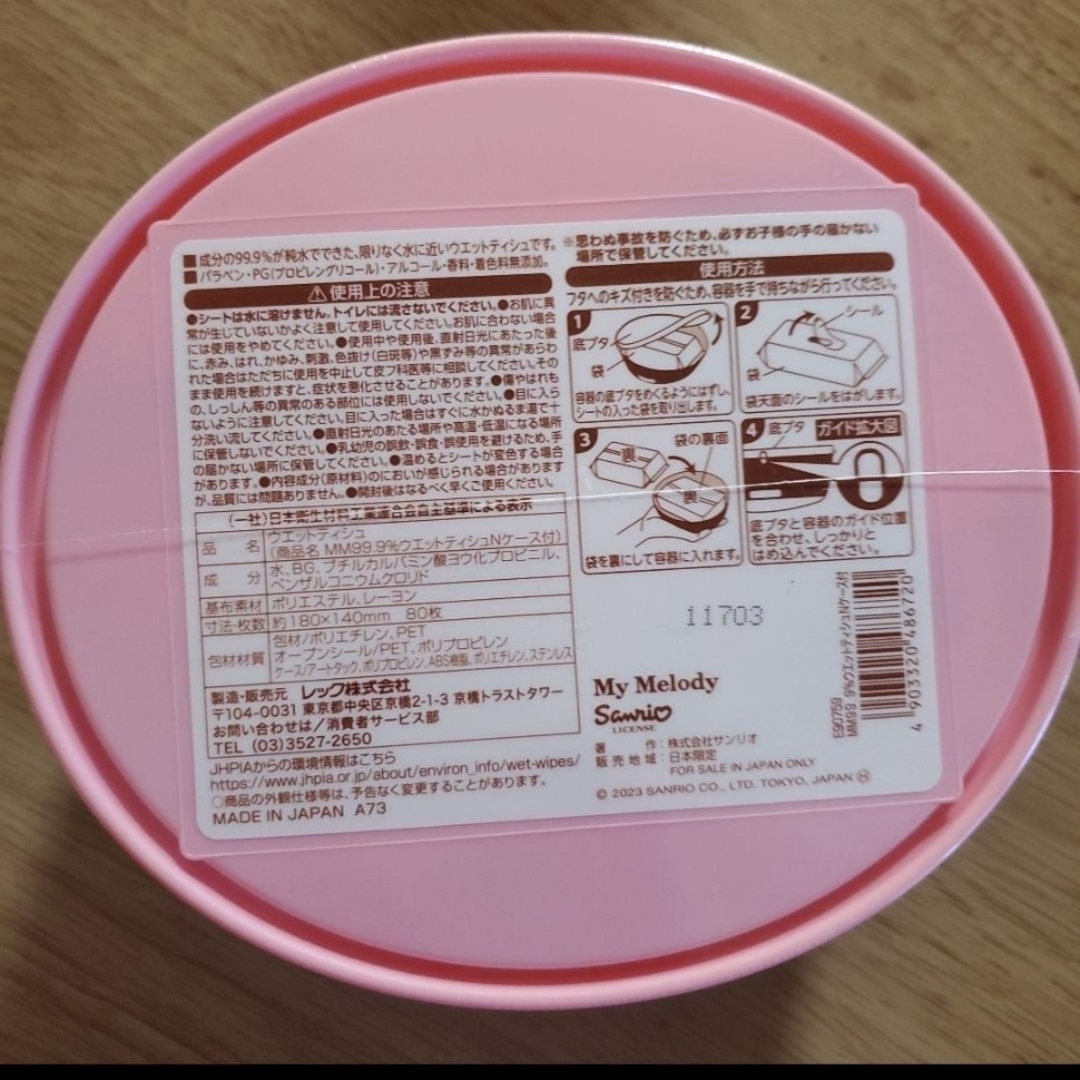 ■成分の99.9%が純水でできた、限りなく水に近いウエットティシュです。
■パラベン・PG(プロピレングリコール)・アルコール・香料・着色料無添加。
⚠使用上の注意
●シートは水に溶けません。トイレには流さないでください。●お肌に異
常が生じていないかよく注意して使用してください。お肌に合わない場合
には使用をやめてください。●使用中や使用後、直射日光にあたった後
に、赤み、はれ、かゆみ、刺激、色抜け(白斑等)や黒ずみ等の異常があらわ
れた場合はただちに使用を中止して皮フ科医等に相談してください。その
まま使用を続けますと、症状を悪化させることがあります。●傷やはれも
の、しっしん等の異常のある部位には使用しないでください。●目に入ら
ないように注意してください。目に入った場合はすぐに水かぬるま湯で十
分洗い流してください。●直射日光のあたる場所や高温・低温になる場所
に保管しないでください。●乳幼児の誤飲・誤食・誤使用を避けるため、手
の届かない場所に保管してください。●温めるとシートが変色する場合
があります。●内容成分(原材料)のにおいが感じられる場合があります
が、品質には問題ありません。●開封後はなるべく早くご使用ください。
(一社)日本衛生材料工業連合会自主基準による表示
品 名 ウエットティシュ
(商品名 MM99.9%ウエットティシュNケース付)
成 分 水、BG、ブチルカルバミン酸ヨウ化プロピニル、
ベンザルコニウムクロリド
基布素材 ポリエステル、レーヨン
寸法・枚数 約180×140mm 80枚
包材材質 包材/ポリエチレン、PET
オープンシール/PET、ポリプロピレン
ケース/アートタック、ポリプロピレン、ABS樹脂、ポリエチレン、ステンレス
製造・販売元 レック株式会社
〒104-0031 東京都中央区京橋2-1-3 京橋トラストタワー
お問い合わせは/消費者サービス部
TEL (03)3527-2650
JHPIAからの環境情報はこちら
https://www.jhpia.or.jp/about/environ_info/wet-wipes/
○商品の外観仕様等は、予告なく変更することがあります。
MADE IN JAPAN A73
※思わぬ事故を防ぐため、必ずお子様の手の届かない
場所で保管してください。
使用方法
フタへのキズ付きを防ぐため、容器を手で持ちながら行ってください。
1
底ブタ
袋
容器の底ブタをめくるようにはずし、
シートの入った袋を取り出します。
2
シール
袋
袋天面のシールをはがします。
3
袋の裏面
裏
裏
袋を裏にして容器に入れます。
4
底ブタ
ガイド拡大図
底ブタと容器のガイド位置
を合わせ、しっかりと
はめ込んでください。
11703
My Melody
Sanrio
LICENSE
著 作:株式会社サンリオ
販売地域:日本限定
FOR SALE IN JAPAN ONLY
© 2023 SANRIO CO., LTD. TOKYO, JAPAN Ⓗ
E90759
MM99.9%ウエットティシュNケース付
4 903320 486720